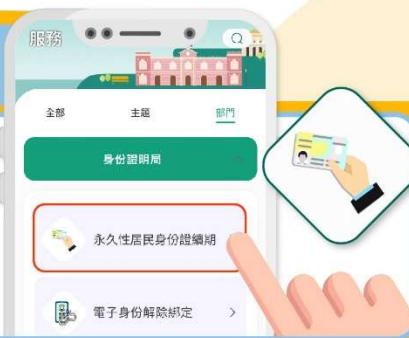 服務
全部 主題 部門
身份證明局
永久性居民身份證續期
電子身份解除綁定